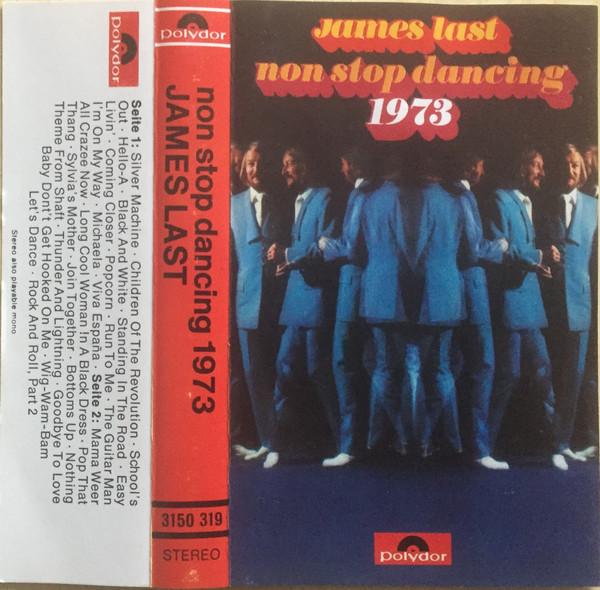 polydor
Seite 1: Silver Machine · Children Of The Revolution · School's
Out · Hello-A · Black And White · Standing In The Road · Easy
Livin' · Coming Closer · Popcorn · Run To Me · The Guitar Man
I'm On My Way · Michaela · Viva España · Seite 2: Mama Weer
All Crazee Now · Long Cool Woman In A Black Dress · Pop That
Thang · Sylvia's Mother · Join Together · Bottoms Up · Nothing
Theme From Shaft · Thunder And Lightning · Goodbye To Love
Baby Dont't Get Hooked On Me · Wig-Wam-Bam
Let's Dance · Rock And Roll, Part 2
Stereo also playable mono
polydor
non stop dancing 1973
JAMES LAST
3150 319
STEREO
james last
non stop dancing
1973
polydor